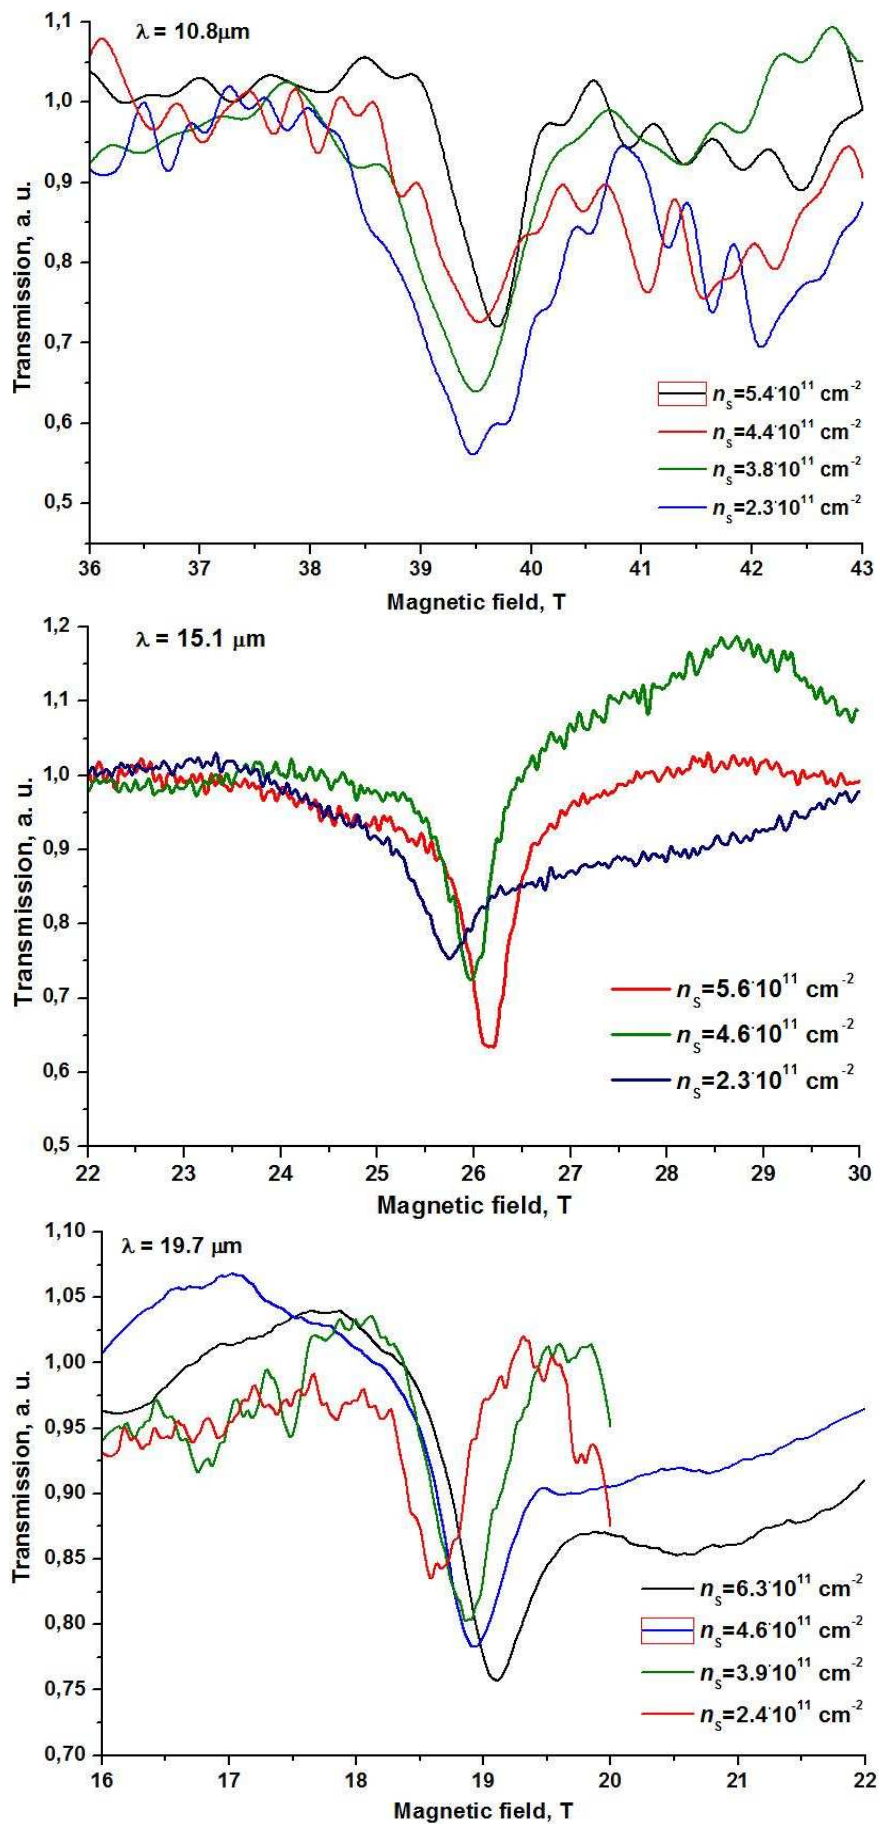 λ = 10.8μm
1,1
1,0
0,9
0,8
0,7
0,6
0,5
Transmission, a. u.
n_s=5.4·10^11 cm^-2
n_s=4.4·10^11 cm^-2
n_s=3.8·10^11 cm^-2
n_s=2.3·10^11 cm^-2
36 37 38 39 40 41 42 43
Magnetic field, T
λ = 15.1 μm
1,2
1,1
1,0
0,9
0,8
0,7
0,6
0,5
Transmission, a. u.
n_s=5.6·10^11 cm^-2
n_s=4.6·10^11 cm^-2
n_s=2.3·10^11 cm^-2
22 23 24 25 26 27 28 29 30
Magnetic field, T
λ = 19.7 μm
1,10
1,05
1,00
0,95
0,90
0,85
0,80
0,75
0,70
Transmission, a. u.
n_s=6.3·10^11 cm^-2
n_s=4.6·10^11 cm^-2
n_s=3.9·10^11 cm^-2
n_s=2.4·10^11 cm^-2
16 17 18 19 20 21 22
Magnetic field, T